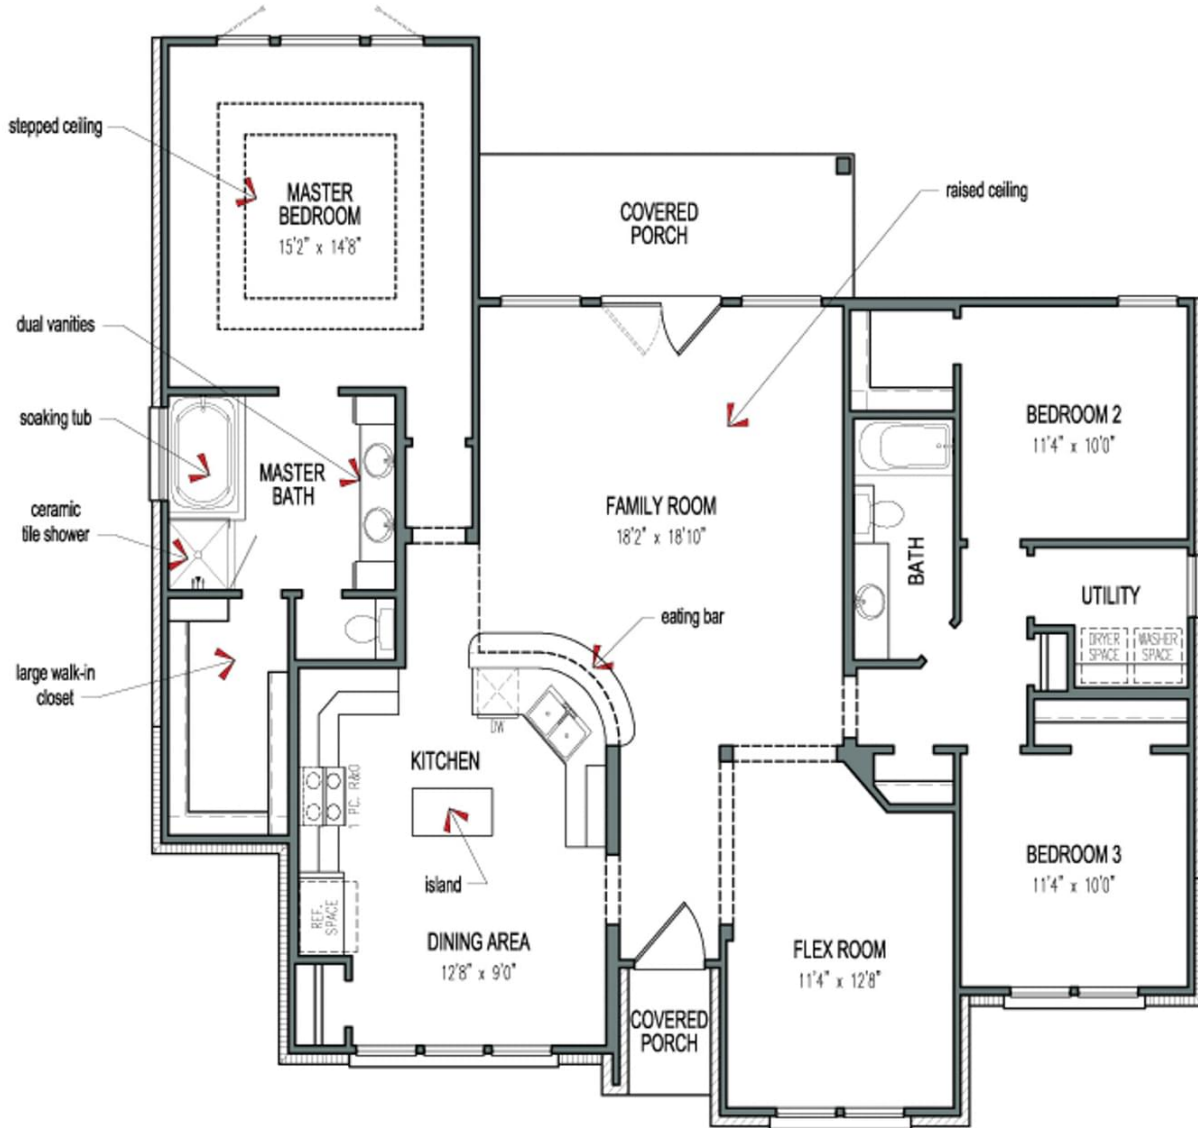 stepped ceiling
MASTER
BEDROOM
15'2" x 14'8"
COVERED
PORCH
raised ceiling
dual vanities
soaking tub
MASTER
BATH
ceramic
tile shower
FAMILY ROOM
18'2" x 18'10"
BEDROOM 2
11'4" x 10'0"
BATH
UTILITY
DRYER
SPACE
WASHER
SPACE
eating bar
large walk-in
closet
DW
KITCHEN
1 PC. R&O
island
REF.
SPACE
DINING AREA
12'8" x 9'0"
BEDROOM 3
11'4" x 10'0"
FLEX ROOM
11'4" x 12'8"
COVERED
PORCH